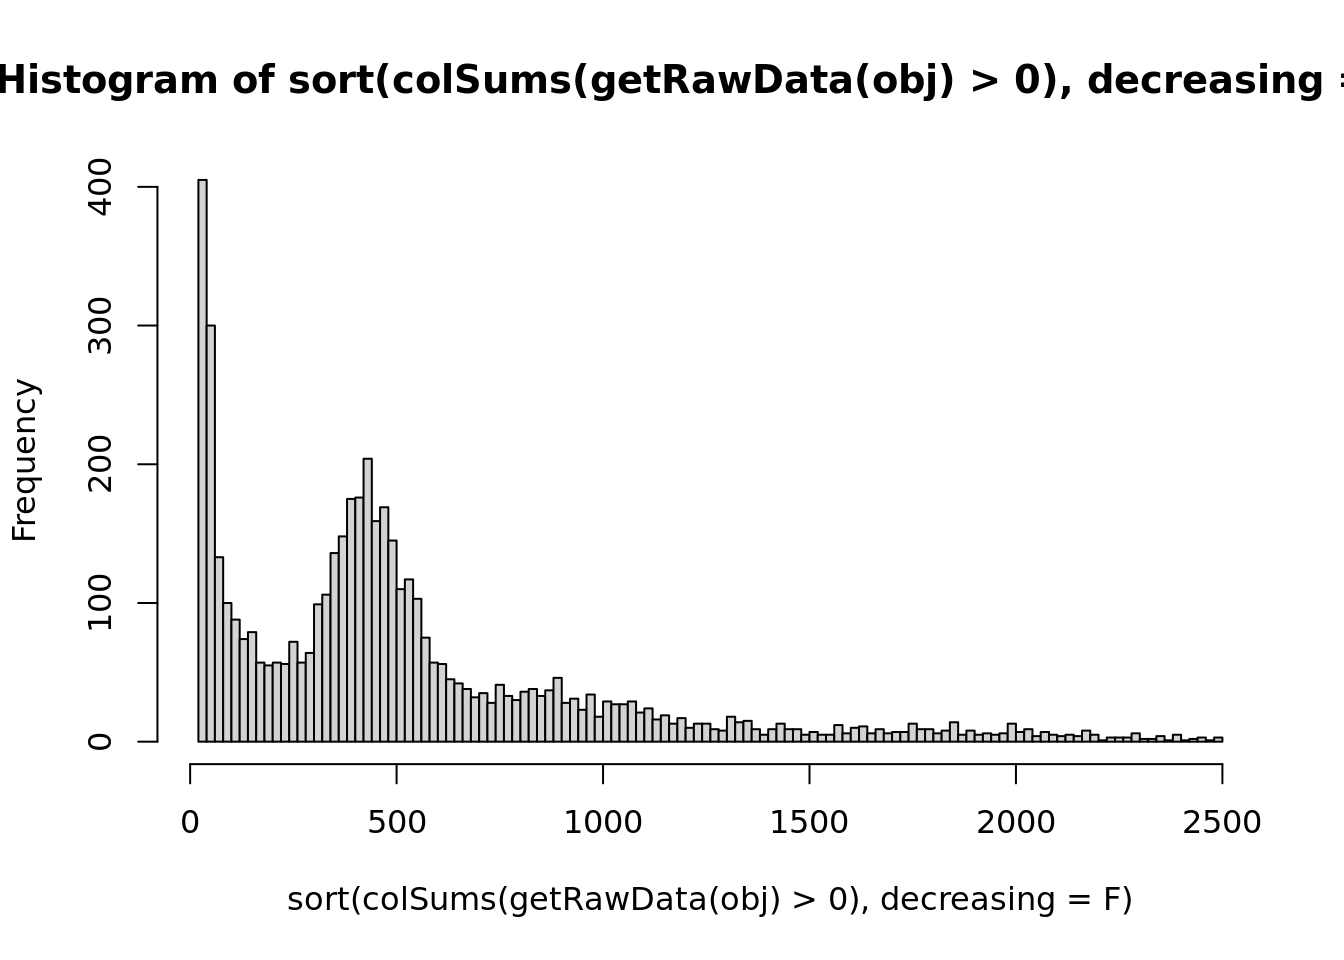 Histogram of sort(colSums(getRawData(obj) > 0), decreasing =
400
300
200
100
0
Frequency
0 500 1000 1500 2000 2500
sort(colSums(getRawData(obj) > 0), decreasing = F)